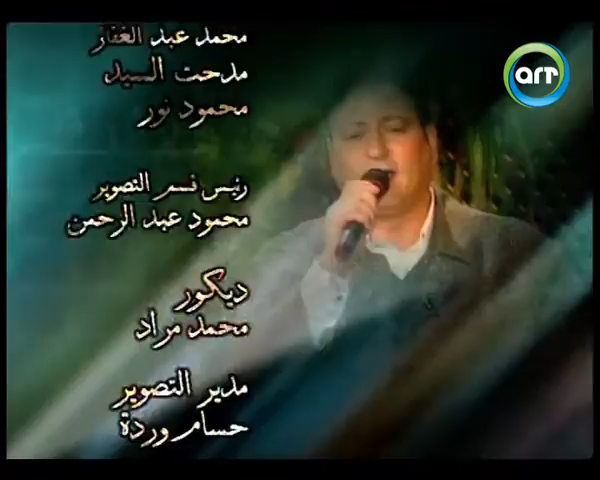 art
محمد عبد الغفار
مدحت السيد
محمود نور
رئيس قسم التصوير
محمود عبد الرحمن
ديكور
محمد مراد
مدير التصوير
حسام وردة